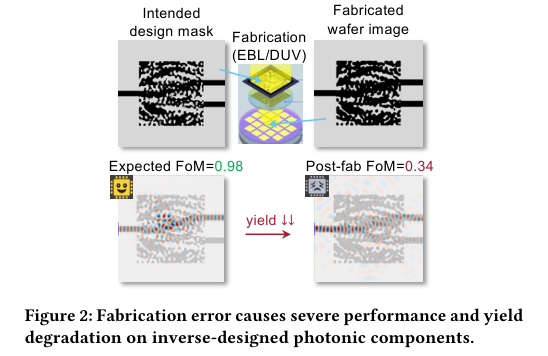 Intended
design mask
Fabrication
(EBL/DUV)
Fabricated
wafer image
Expected FoM=0.98
Post-fab FoM=0.34
yield ↓↓
Figure 2: Fabrication error causes severe performance and yield
degradation on inverse-designed photonic components.